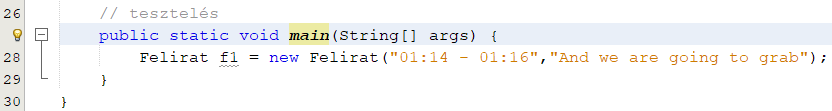 26 // tesztelés
public static void main(String[] args) {
28 Felirat f1 = new Felirat("01:14 - 01:16","And we are going to grab");
29 }
30 }